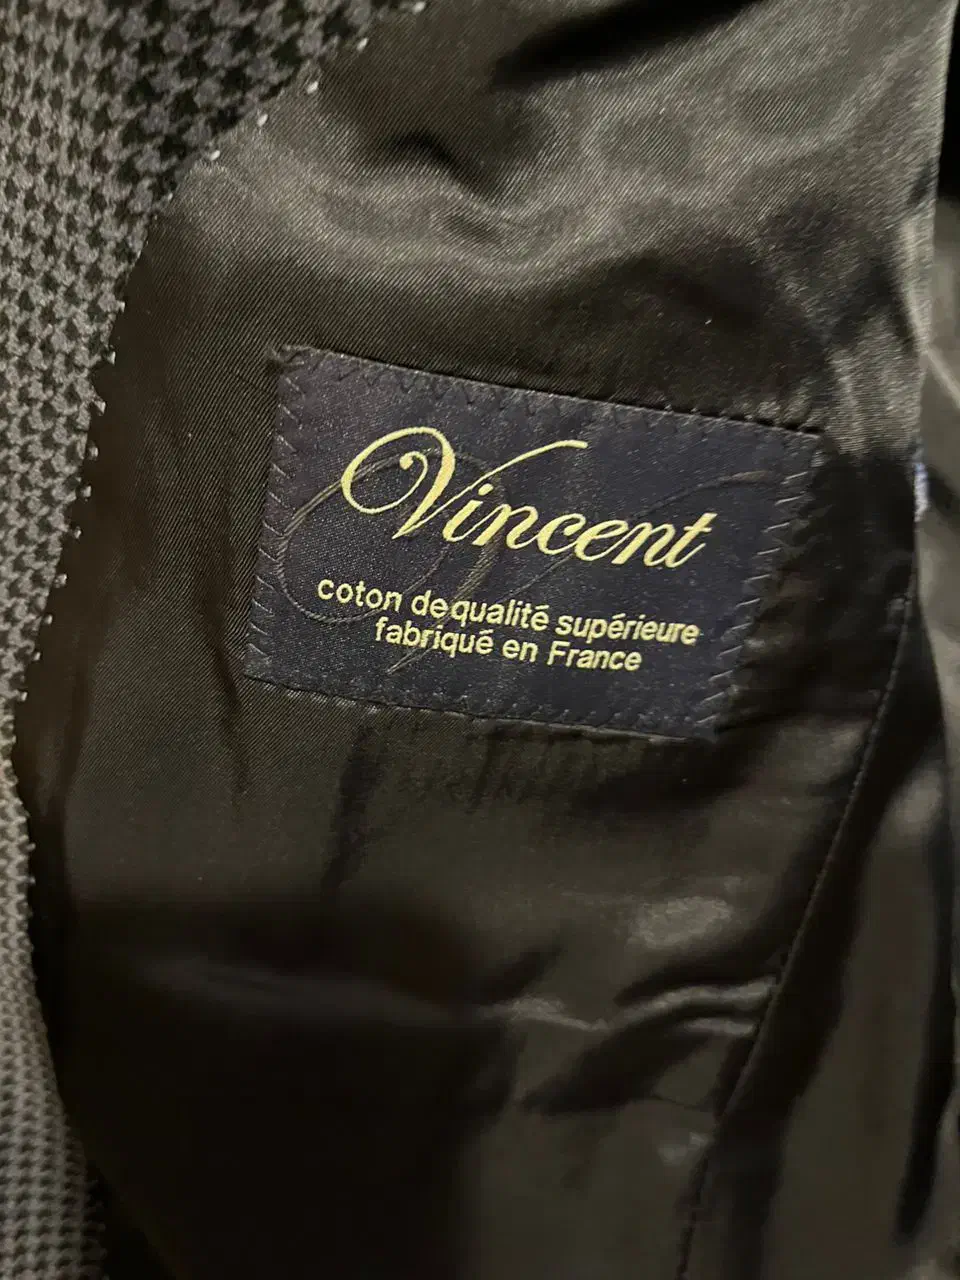 Vincent
coton de qualité supérieure
fabriqué en France